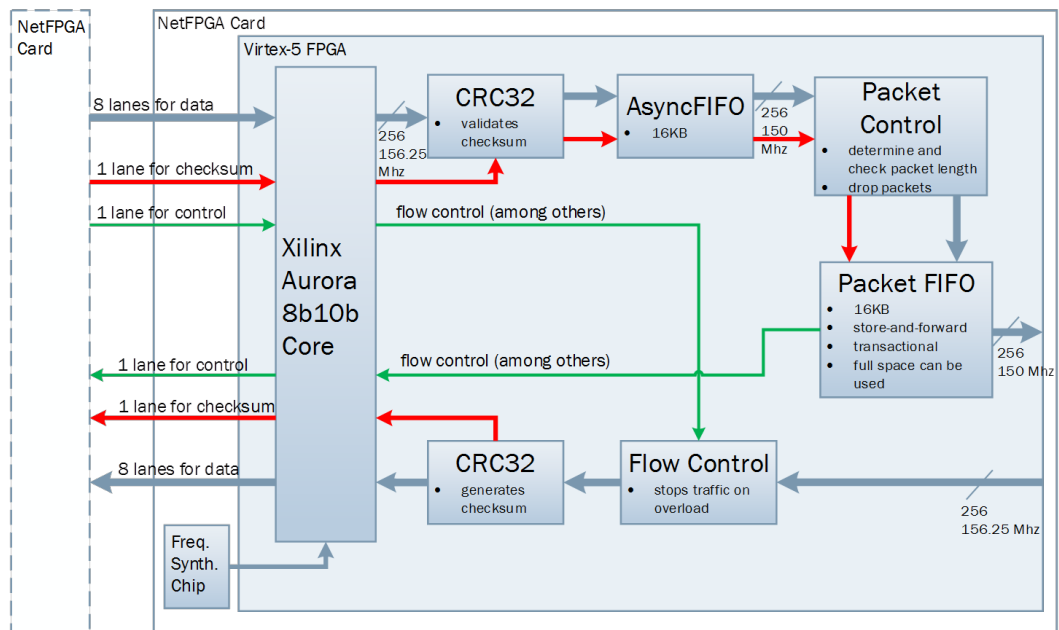 NetFPGA
Card
NetFPGA Card
Virtex-5 FPGA
8 lanes for data
1 lane for checksum
1 lane for control
Xilinx
Aurora
8b10b
Core
256
156.25
Mhz
CRC32
• validates
checksum
AsyncFIFO
• 16KB
256
150
Mhz
Packet
Control
• determine and
check packet length
• drop packets
flow control (among others)
Packet FIFO
• 16KB
• store-and-forward
• transactional
• full space can be
used
256
150 Mhz
flow control (among others)
1 lane for control
1 lane for checksum
8 lanes for data
CRC32
• generates
checksum
Flow Control
• stops traffic on
overload
256
156.25 Mhz
Freq.
Synth.
Chip